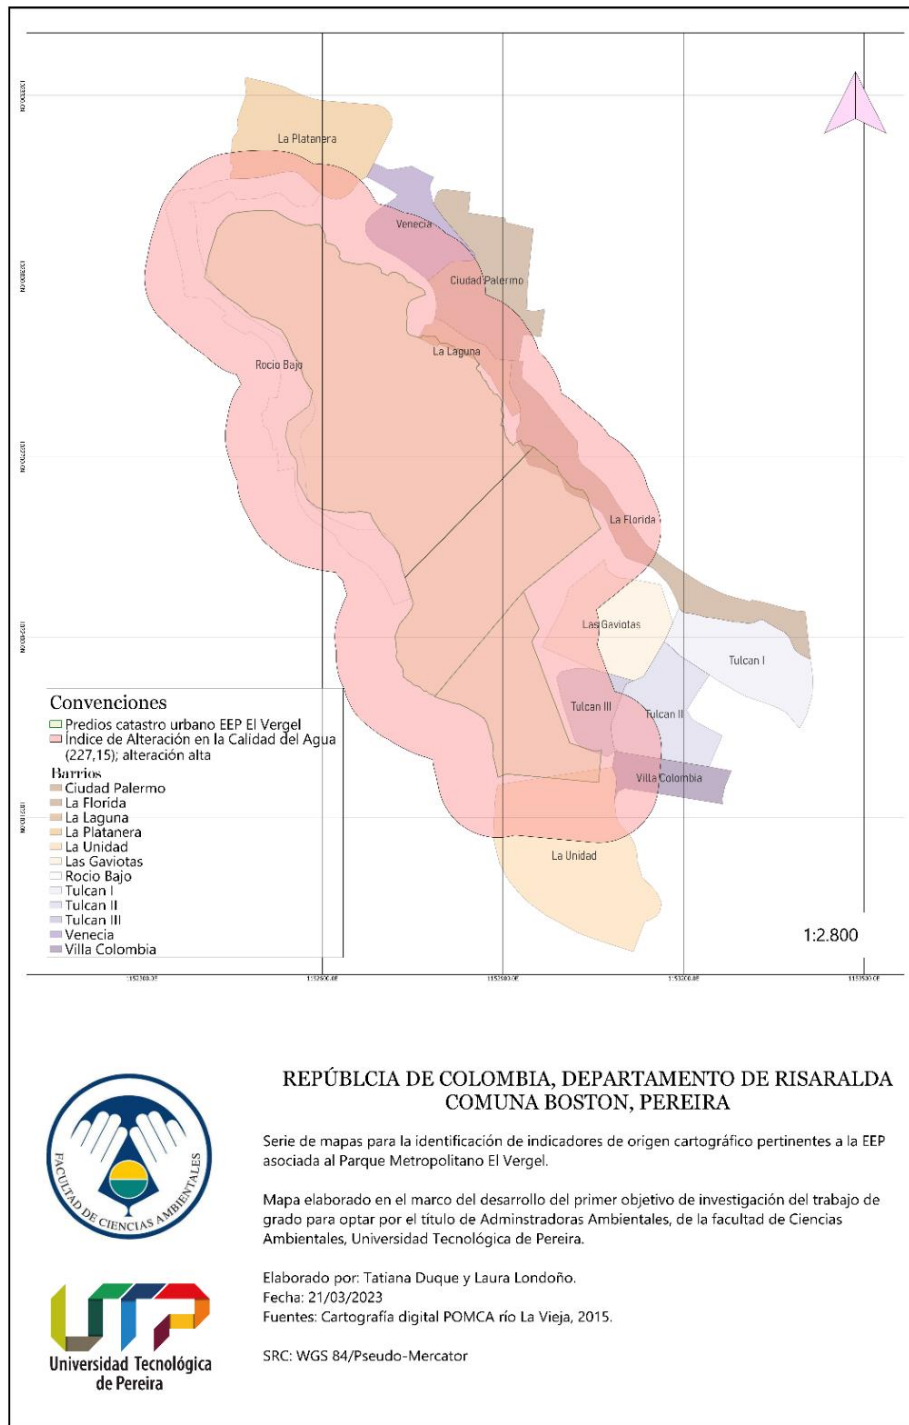 La Platanera
Venecia
Ciudad Palermo
La Laguna
Rocio Bajo
La Florida
Las Gaviotas
Tulcan I
Tulcan III
Tulcan II
Villa Colombia
La Unidad
Convenciones
Predios catastro urbano EEP El Vergel
Índice de Alteración en la Calidad del Agua
(227,15); alteración alta
Barrios
Ciudad Palermo
La Florida
La Laguna
La Platanera
La Unidad
Las Gaviotas
Rocio Bajo
Tulcan I
Tulcan II
Tulcan III
Venecia
Villa Colombia
1:2.800
REPÚBLCIA DE COLOMBIA, DEPARTAMENTO DE RISARALDA
COMUNA BOSTON, PEREIRA
Serie de mapas para la identificación de indicadores de origen cartográfico pertinentes a la EEP
asociada al Parque Metropolitano El Vergel.
Mapa elaborado en el marco del desarrollo del primer objetivo de investigación del trabajo de
grado para optar por el título de Adminstradoras Ambientales, de la facultad de Ciencias
Ambientales, Universidad Tecnológica de Pereira.
Elaborado por: Tatiana Duque y Laura Londoño.
Fecha: 21/03/2023
Fuentes: Cartografía digital POMCA río La Vieja, 2015.
SRC: WGS 84/Pseudo-Mercator
FACULTAD DE CIENCIAS AMBIENTALES
UTP
Universidad Tecnológica
de Pereira